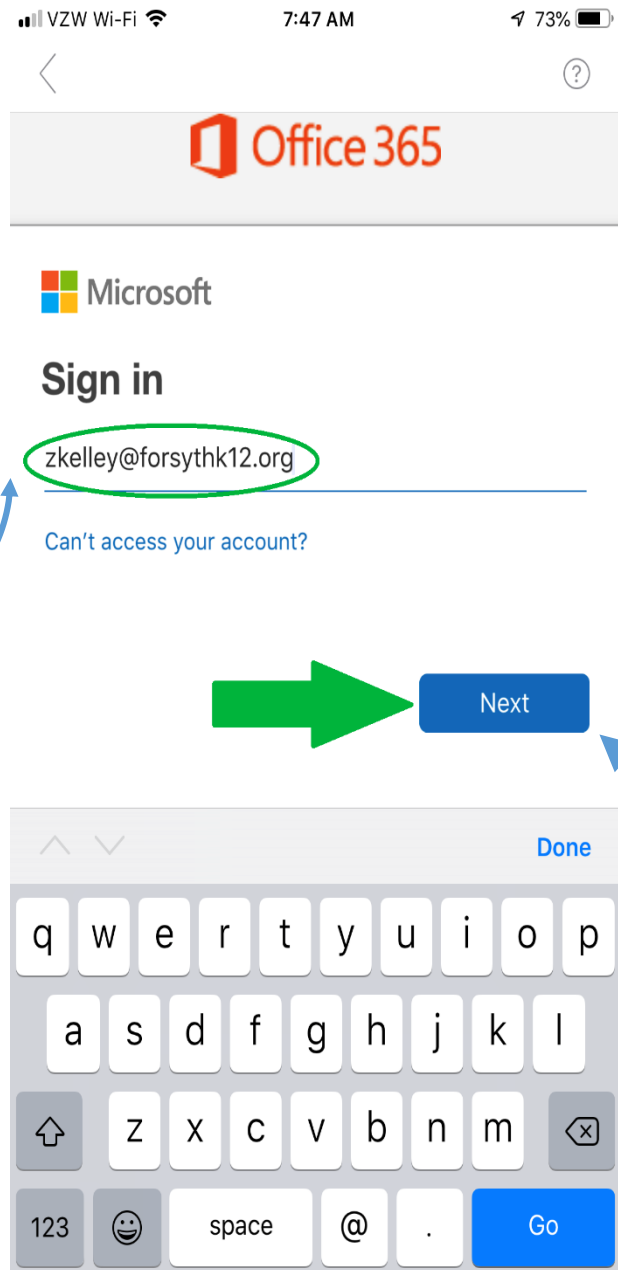 VZW Wi-Fi 7:47 AM 73%
?
Office 365
Microsoft
Sign in
zkelley@forsythk12.org
Can't access your account?
Next
Done
q w e r t y u i o p
a s d f g h j k l
z x c v b n m
123 space @ . Go